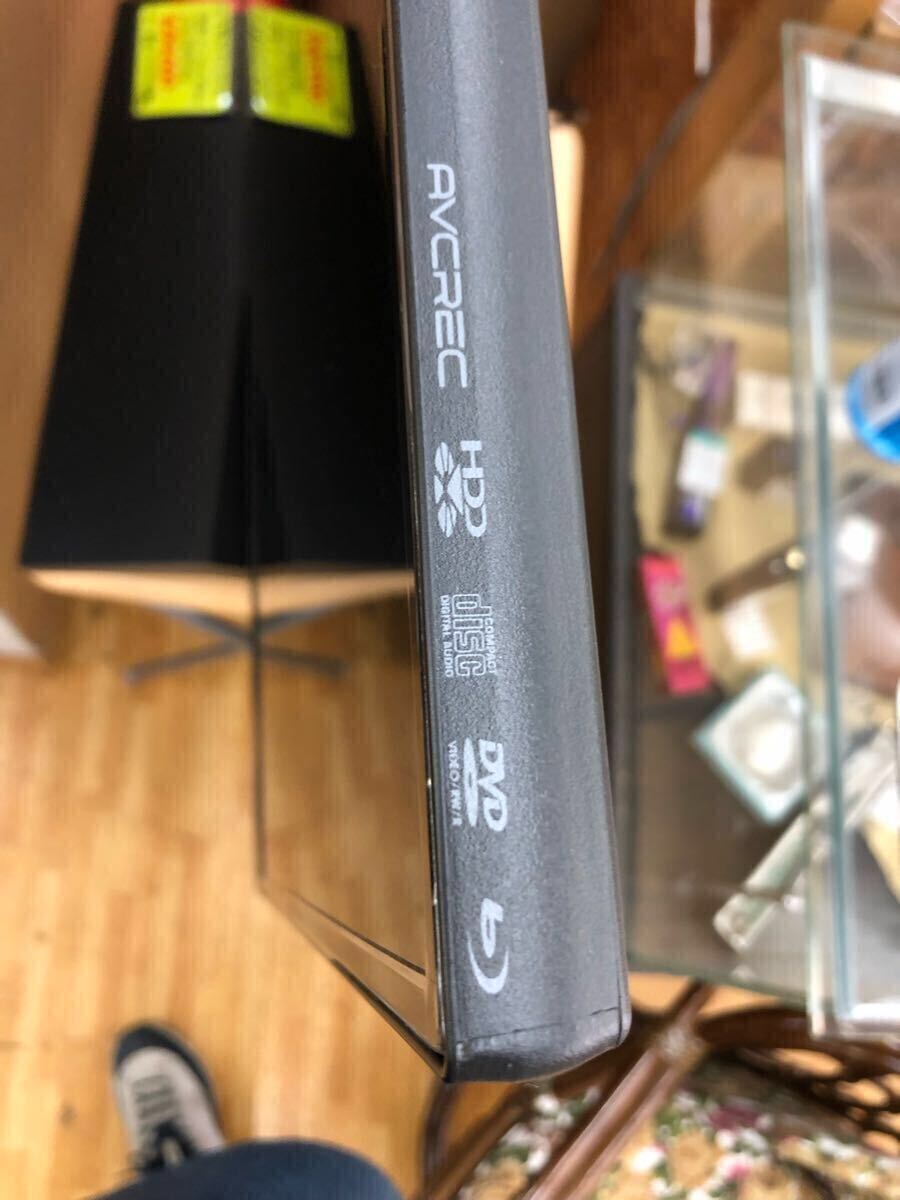 AVCREC
HDD
COMPACT
disc
DIGITAL AUDIO
DVD
VIDEO/RW/R